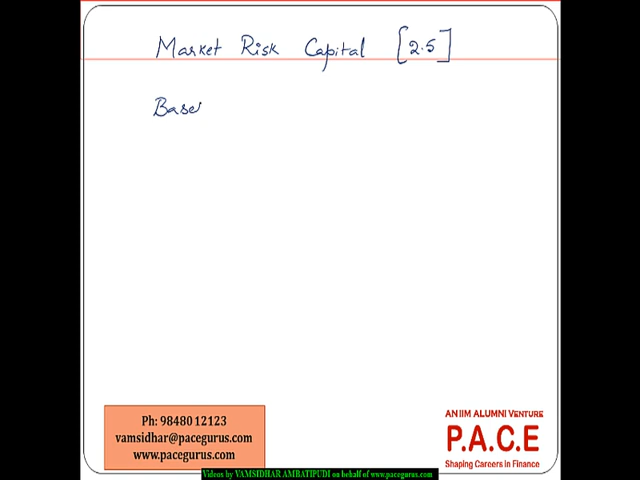 Market Risk Capital [2.5]
Base
Ph: 98480 12123
vamsidhar@pacegurus.com
www.pacegurus.com
AN IIM ALUMNI VENTURE
P.A.C.E
Shaping Careers in Finance
Videos by VAMSIDHAR AMBATIPUDI on behalf of www.pacegurus.com